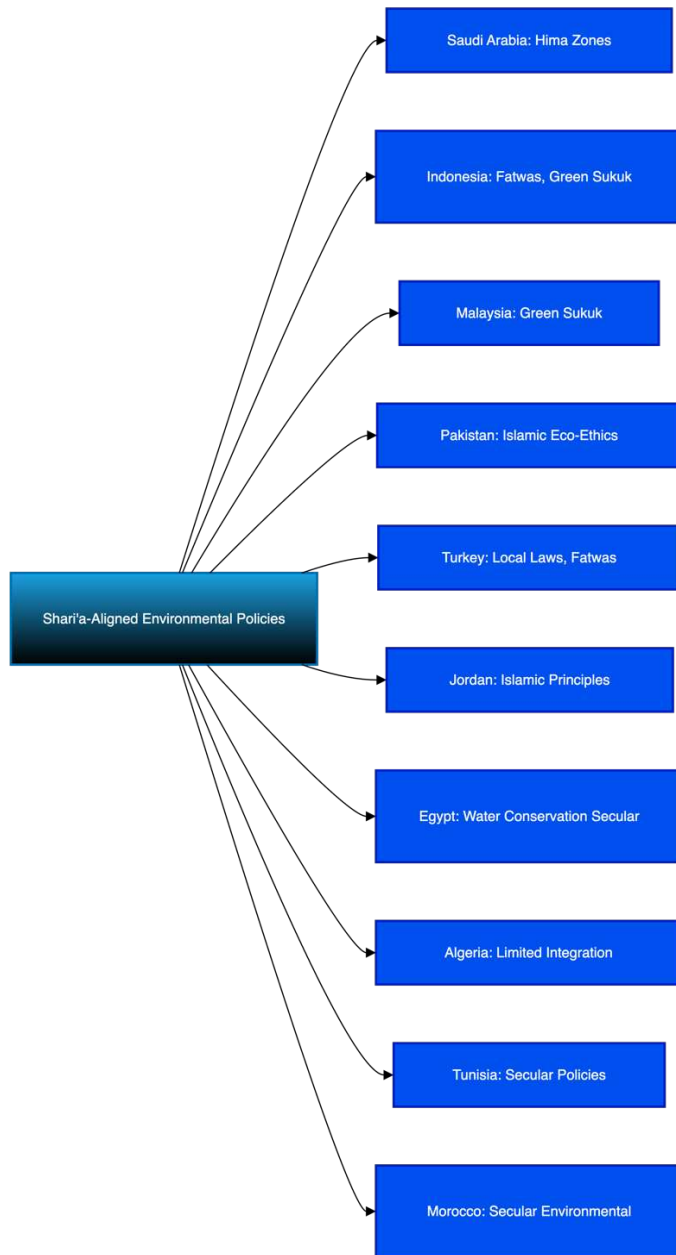 Saudi Arabia: Hima Zones
Indonesia: Fatwas, Green Sukuk
Malaysia: Green Sukuk
Pakistan: Islamic Eco-Ethics
Turkey: Local Laws, Fatwas
Shari'a-Aligned Environmental Policies
Jordan: Islamic Principles
Egypt: Water Conservation Secular
Algeria: Limited Integration
Tunisia: Secular Policies
Morocco: Secular Environmental